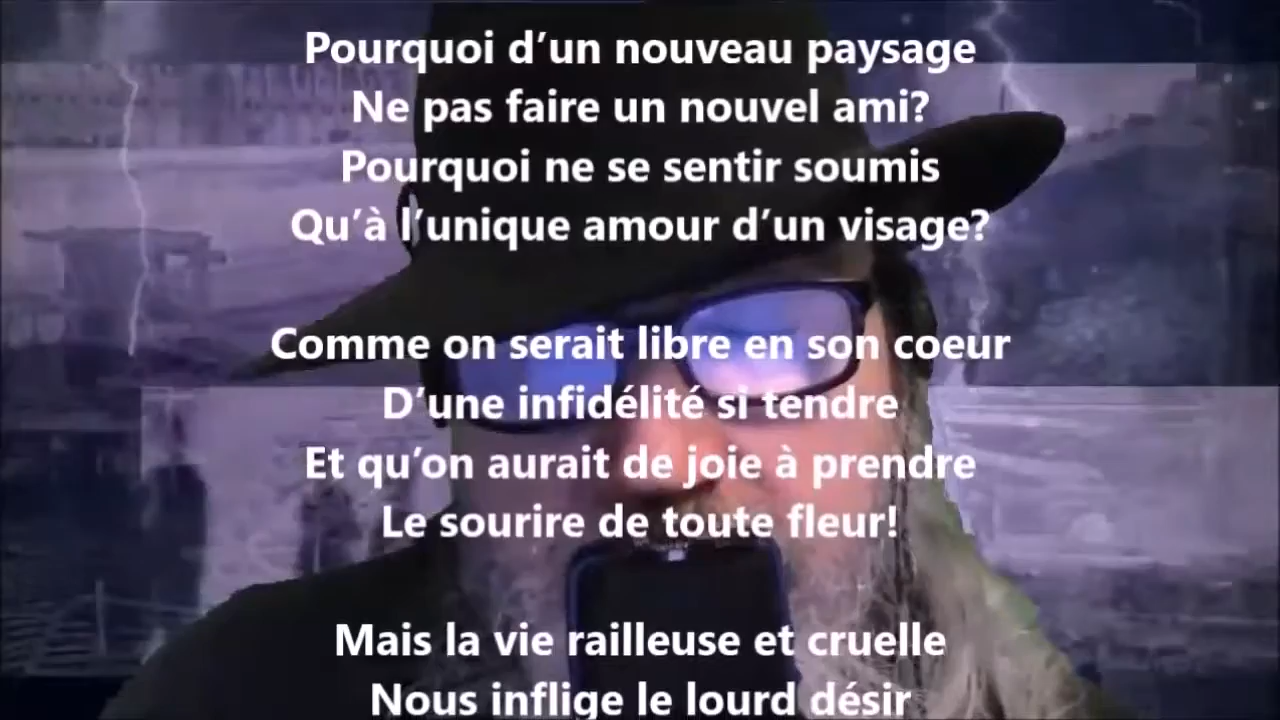 Pourquoi d’un nouveau paysage
Ne pas faire un nouvel ami?
Pourquoi ne se sentir soumis
Qu’à l’unique amour d’un visage?
Comme on serait libre en son coeur
D’une infidélité si tendre
Et qu’on aurait de joie à prendre
Le sourire de toute fleur!
Mais la vie railleuse et cruelle
Nous inflige le lourd désir